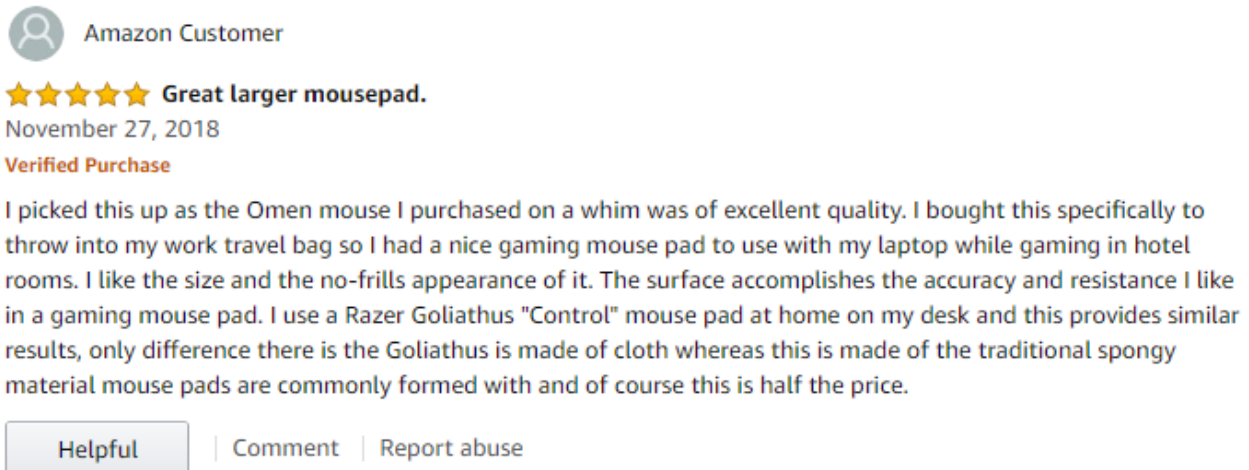 Amazon Customer
Great larger mousepad.
November 27, 2018
Verified Purchase
I picked this up as the Omen mouse I purchased on a whim was of excellent quality. I bought this specifically to
throw into my work travel bag so I had a nice gaming mouse pad to use with my laptop while gaming in hotel
rooms. I like the size and the no-frills appearance of it. The surface accomplishes the accuracy and resistance I like
in a gaming mouse pad. I use a Razer Goliathus "Control" mouse pad at home on my desk and this provides similar
results, only difference there is the Goliathus is made of cloth whereas this is made of the traditional spongy
material mouse pads are commonly formed with and of course this is half the price.
Helpful Comment Report abuse